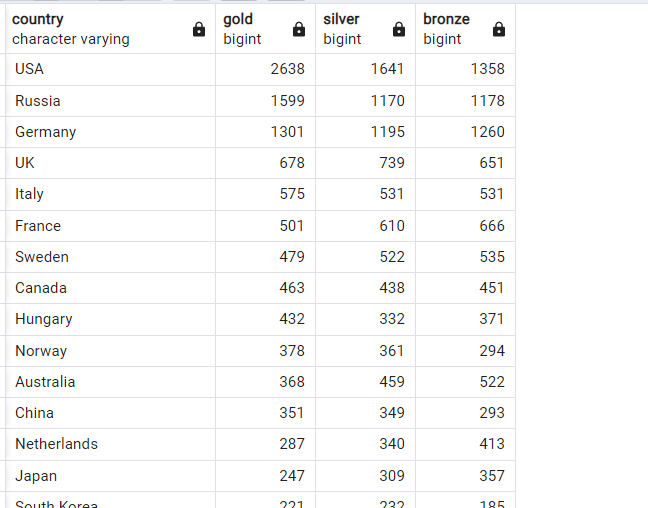 country gold silver bronze
character varying bigint bigint bigint
USA 2638 1641 1358
Russia 1599 1170 1178
Germany 1301 1195 1260
UK 678 739 651
Italy 575 531 531
France 501 610 666
Sweden 479 522 535
Canada 463 438 451
Hungary 432 332 371
Norway 378 361 294
Australia 368 459 522
China 351 349 293
Netherlands 287 340 413
Japan 247 309 357
South Korea 221 232 185